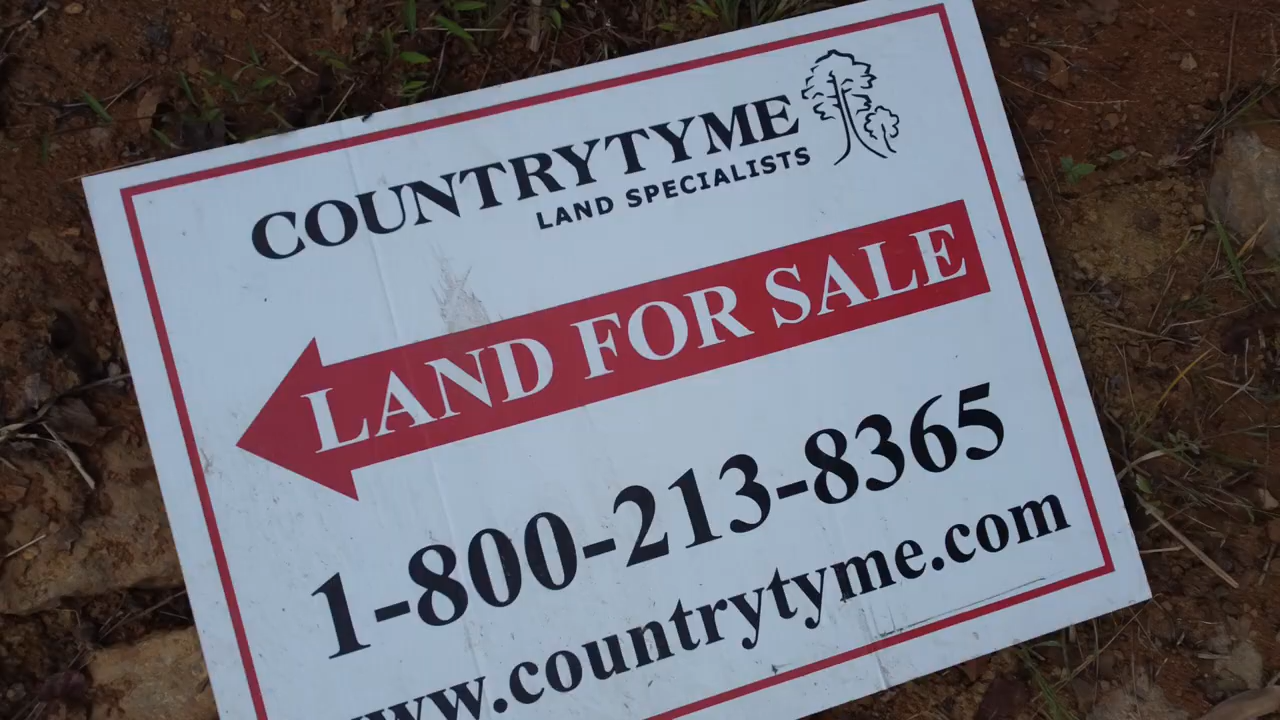 COUNTRYTYME
LAND SPECIALISTS
LAND FOR SALE
1-800-213-8365
www.countrytyme.com